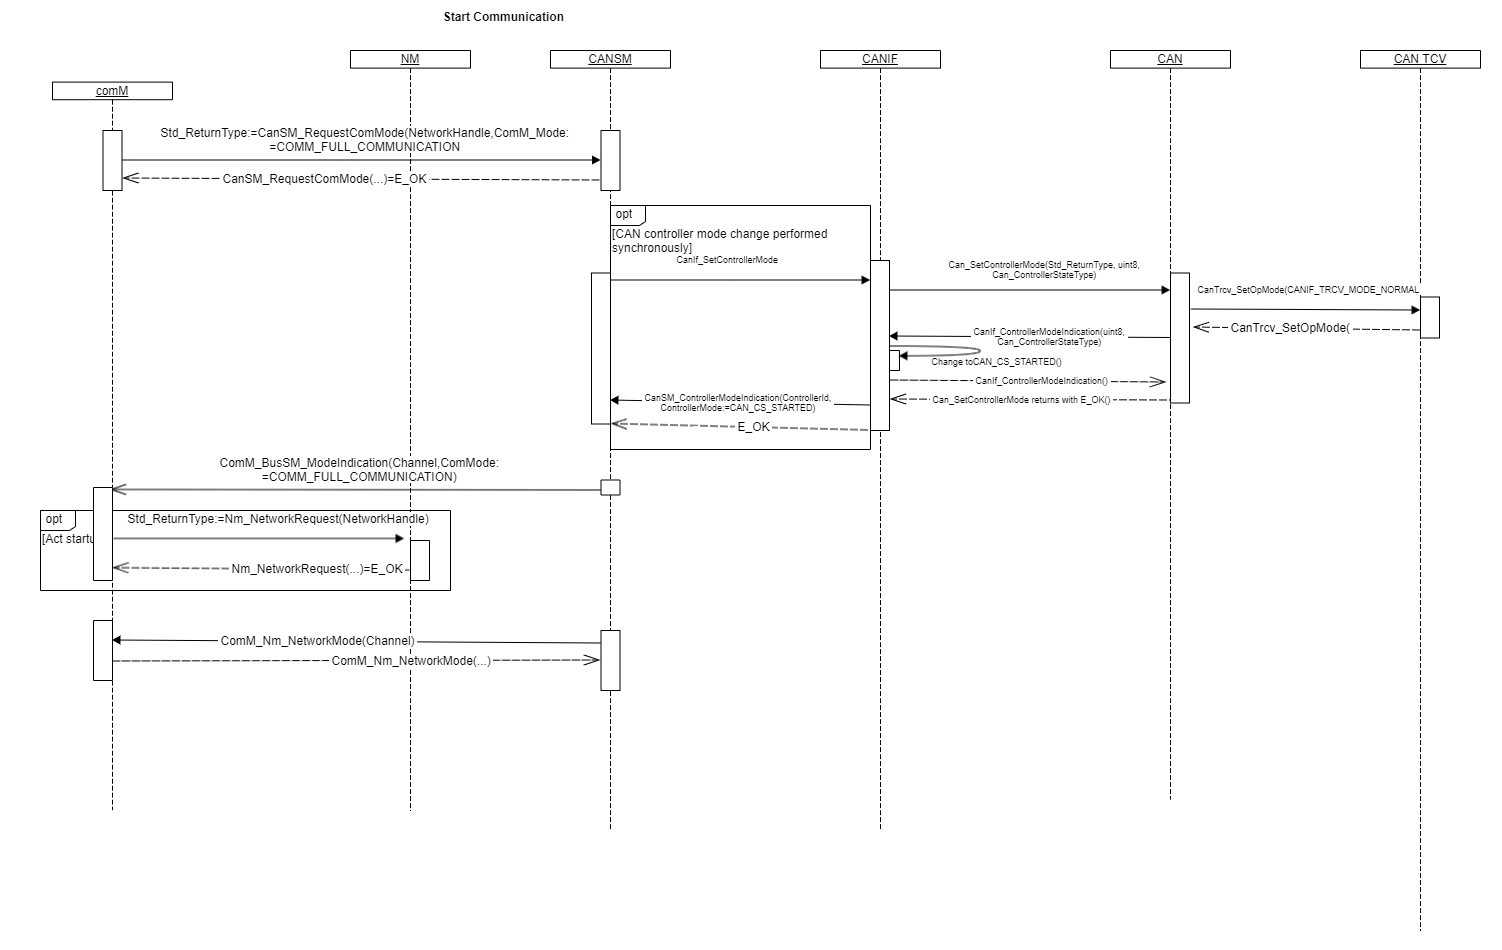 Start Communication
NM
CANSM
CANIF
CAN
CAN TCV
comM
Std_ReturnType:=CanSM_RequestComMode(NetworkHandle,ComM_Mode:
=COMM_FULL_COMMUNICATION
CanSM_RequestComMode(...)=E_OK
opt
[CAN controller mode change performed
synchronously]
CanIf_SetControllerMode
Can_SetControllerMode(Std_ReturnType, uint8,
Can_ControllerStateType)
CanTrcv_SetOpMode(CANIF_TRCV_MODE_NORMAL
CanTrcv_SetOpMode(
CanIf_ControllerModeIndication(uint8,
Can_ControllerStateType)
Change toCAN_CS_STARTED()
CanIf_ControllerModeIndication()
CanSM_ControllerModeIndication(ControllerId,
ControllerMode:=CAN_CS_STARTED)
Can_SetControllerMode returns with E_OK()
E_OK
ComM_BusSM_ModeIndication(Channel,ComMode:
=COMM_FULL_COMMUNICATION)
opt
Std_ReturnType:=Nm_NetworkRequest(NetworkHandle)
[Act startu
Nm_NetworkRequest(...)=E_OK
ComM_Nm_NetworkMode(Channel)
ComM_Nm_NetworkMode(...)